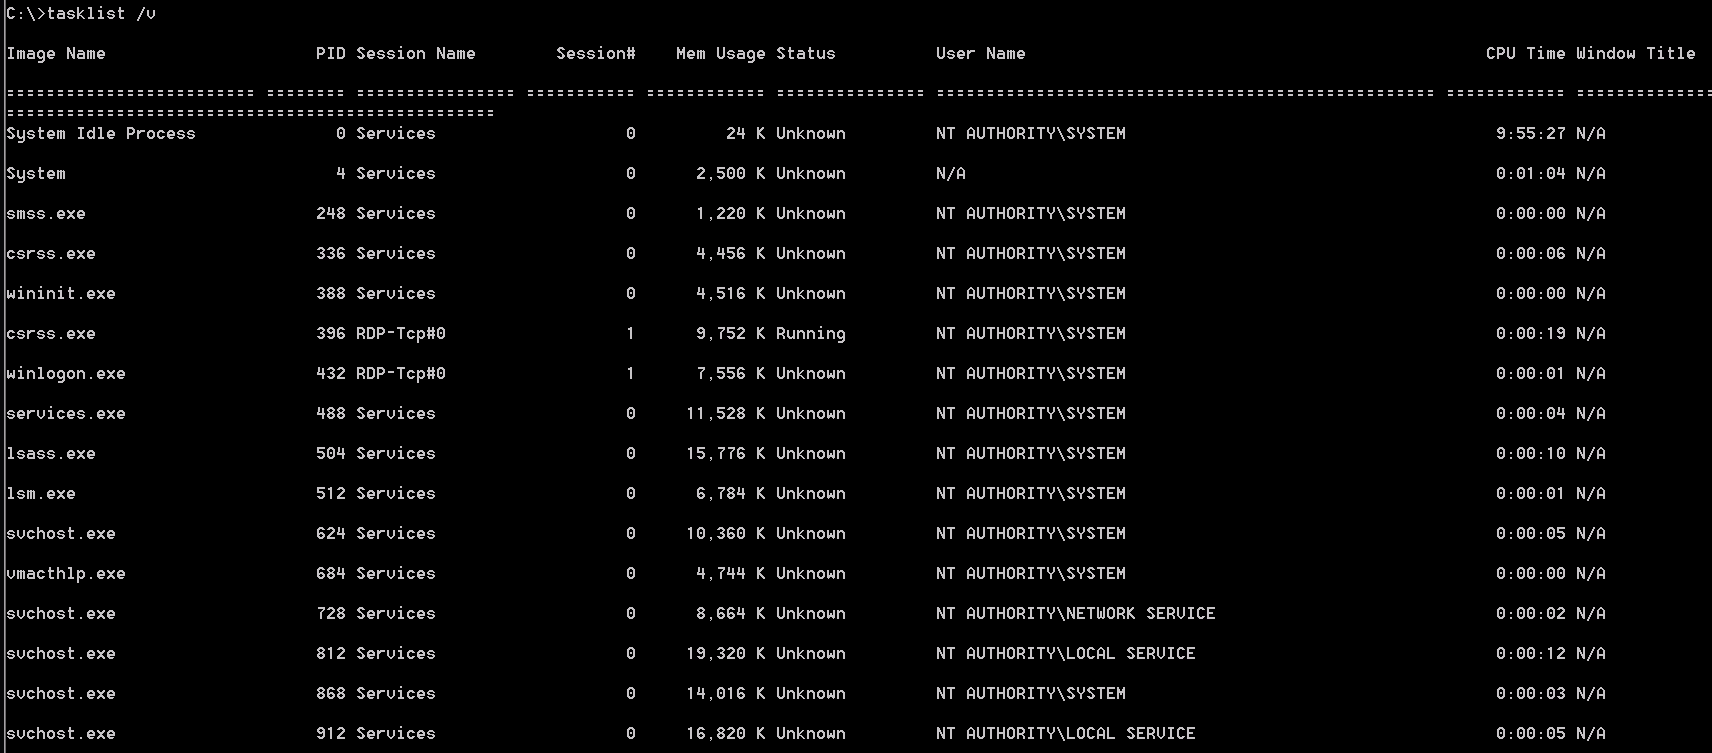 C:\>tasklist /v
Image Name                     PID Session Name        Session#    Mem Usage Status          User Name                                              CPU Time Window Title
========================= ======== ================ =========== ============ =============== ================================================== ============ ==============
=================================================
System Idle Process              0 Services                   0         24 K Unknown         NT AUTHORITY\SYSTEM                                     9:55:27 N/A
System                           4 Services                   0      2,500 K Unknown         N/A                                                     0:01:04 N/A
smss.exe                       248 Services                   0      1,220 K Unknown         NT AUTHORITY\SYSTEM                                     0:00:00 N/A
csrss.exe                      336 Services                   0      4,456 K Unknown         NT AUTHORITY\SYSTEM                                     0:00:06 N/A
wininit.exe                    388 Services                   0      4,516 K Unknown         NT AUTHORITY\SYSTEM                                     0:00:00 N/A
csrss.exe                      396 RDP-Tcp#0                  1      9,752 K Running         NT AUTHORITY\SYSTEM                                     0:00:19 N/A
winlogon.exe                   432 RDP-Tcp#0                  1      7,556 K Unknown         NT AUTHORITY\SYSTEM                                     0:00:01 N/A
services.exe                   488 Services                   0     11,528 K Unknown         NT AUTHORITY\SYSTEM                                     0:00:04 N/A
lsass.exe                      504 Services                   0     15,776 K Unknown         NT AUTHORITY\SYSTEM                                     0:00:10 N/A
lsm.exe                        512 Services                   0      6,784 K Unknown         NT AUTHORITY\SYSTEM                                     0:00:01 N/A
svchost.exe                    624 Services                   0     10,360 K Unknown         NT AUTHORITY\SYSTEM                                     0:00:05 N/A
vmacthlp.exe                   684 Services                   0      4,744 K Unknown         NT AUTHORITY\SYSTEM                                     0:00:00 N/A
svchost.exe                    728 Services                   0      8,664 K Unknown         NT AUTHORITY\NETWORK SERVICE                            0:00:02 N/A
svchost.exe                    812 Services                   0     19,320 K Unknown         NT AUTHORITY\LOCAL SERVICE                              0:00:12 N/A
svchost.exe                    868 Services                   0     14,016 K Unknown         NT AUTHORITY\SYSTEM                                     0:00:03 N/A
svchost.exe                    912 Services                   0     16,820 K Unknown         NT AUTHORITY\LOCAL SERVICE                              0:00:05 N/A